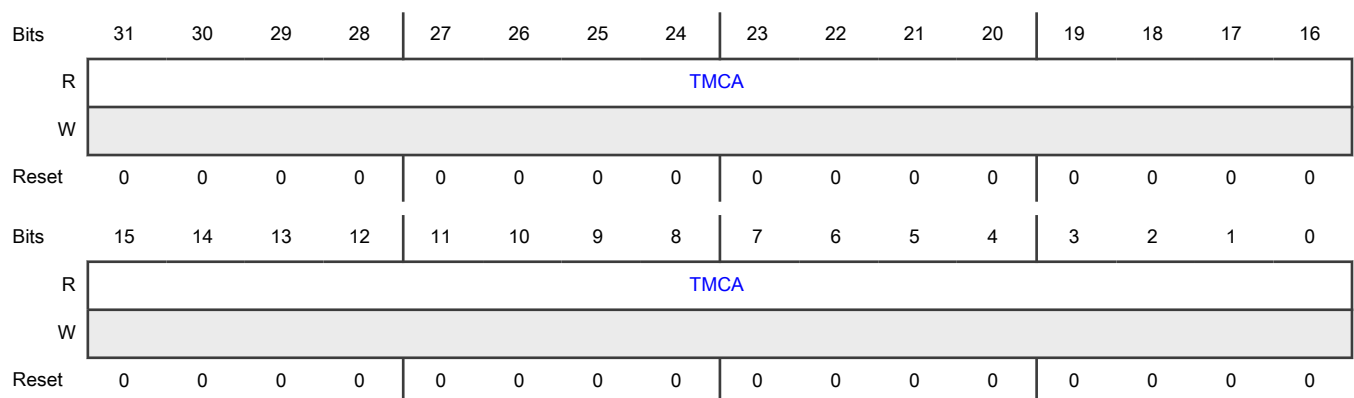 Bits 31 30 29 28 27 26 25 24 23 22 21 20 19 18 17 16
R TMCA
W
Reset 0 0 0 0 0 0 0 0 0 0 0 0 0 0 0 0
Bits 15 14 13 12 11 10 9 8 7 6 5 4 3 2 1 0
R TMCA
W
Reset 0 0 0 0 0 0 0 0 0 0 0 0 0 0 0 0